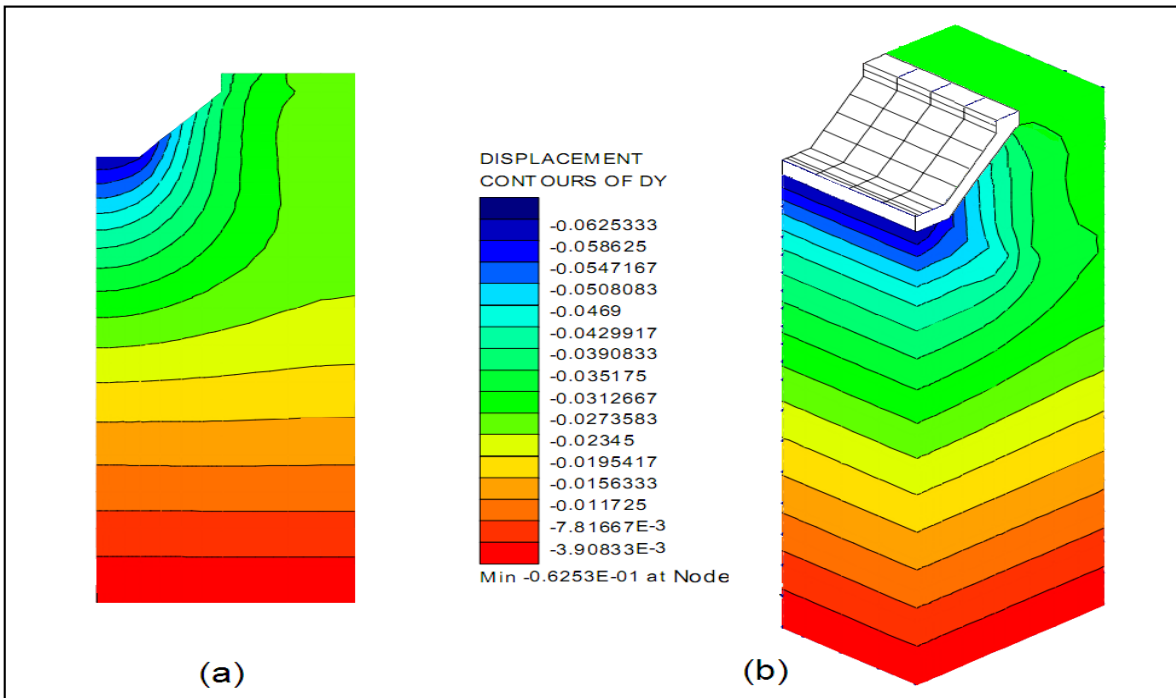 DISPLACEMENT
CONTOURS OF DY
-0.0625333
-0.058625
-0.0547167
-0.0508083
-0.0469
-0.0429917
-0.0390833
-0.035175
-0.0312667
-0.0273583
-0.02345
-0.0195417
-0.0156333
-0.011725
-7.81667E-3
-3.90833E-3
Min -0.6253E-01 at Node
(a)
(b)